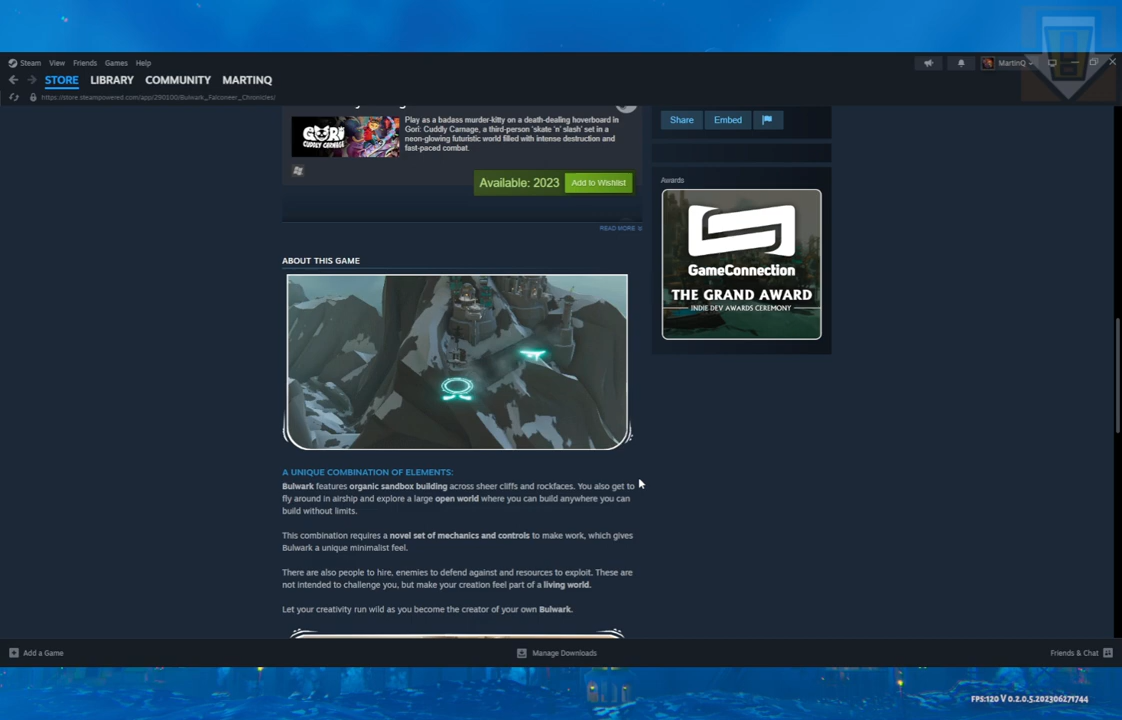 Steam View Friends Games Help
MartinQ
STORE LIBRARY COMMUNITY MARTINQ
https://store.steampowered.com/app/290100/Bulwark_Falconeer_Chronicles/
Play as a badass murder-kitty on a death-dealing hoverboard in
Gori: Cuddly Carnage, a third-person 'skate 'n' slash' set in a
neon-glowing futuristic world filled with intense destruction and
fast-paced combat.
GORI
CUDDLY CARNAGE
Available: 2023 Add to Wishlist
READ MORE
Share Embed
Awards
GameConnection
THE GRAND AWARD
INDIE DEV AWARDS CEREMONY
ABOUT THIS GAME
A UNIQUE COMBINATION OF ELEMENTS:
Bulwark features organic sandbox building across sheer cliffs and rockfaces. You also get to
fly around in airship and explore a large open world where you can build anywhere you can
build without limits.
This combination requires a novel set of mechanics and controls to make work, which gives
Bulwark a unique minimalist feel.
There are also people to hire, enemies to defend against and resources to exploit. These are
not intended to challenge you, but make your creation feel part of a living world.
Let your creativity run wild as you become the creator of your own Bulwark.
Add a Game
Manage Downloads
Friends & Chat
FPS:120 V 0.2.0.5.202306271744